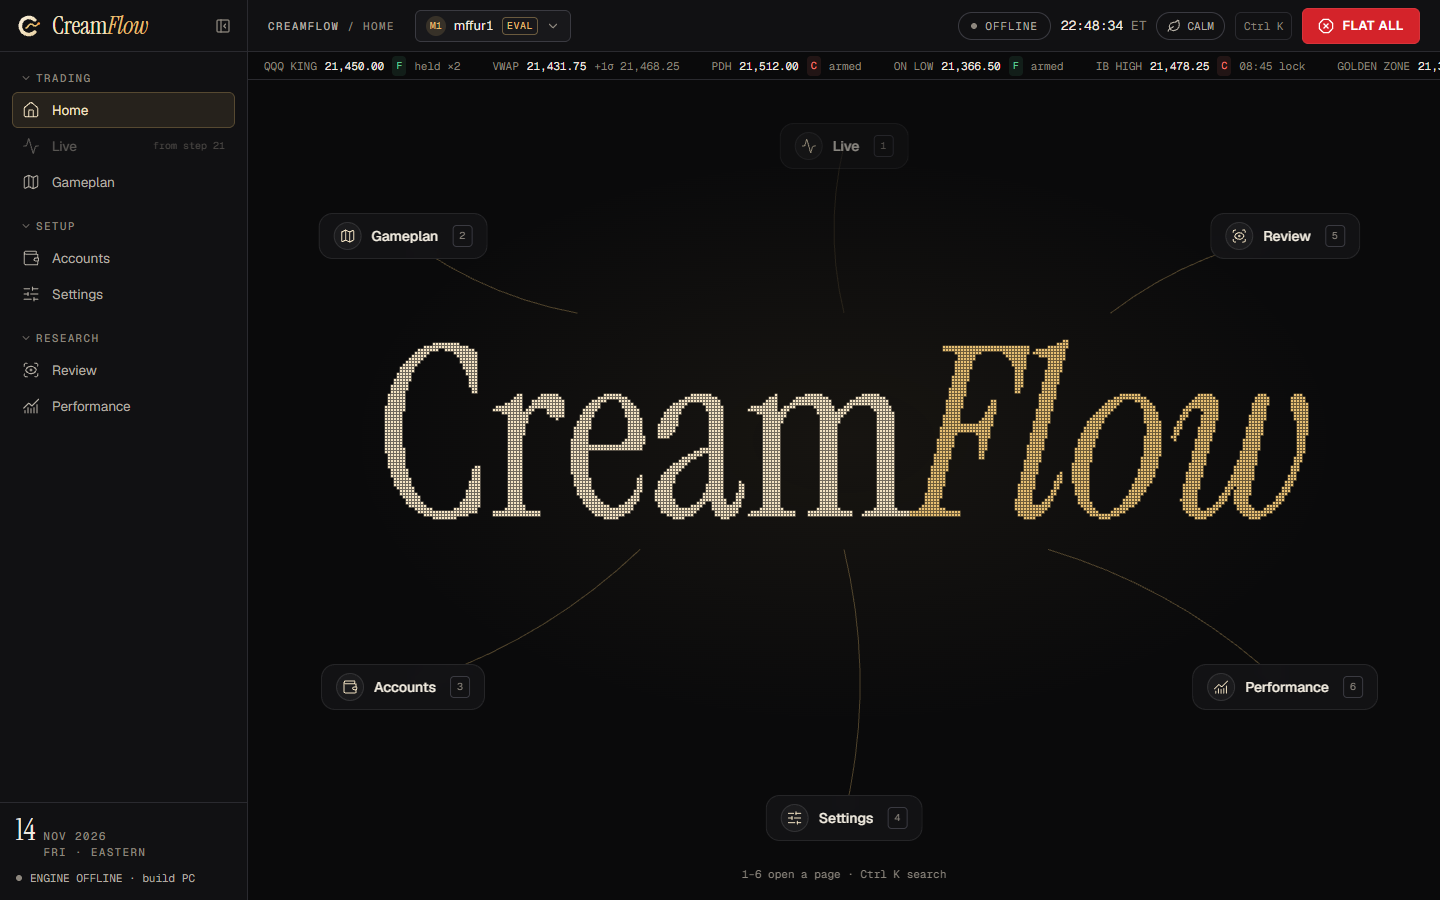 CreamFlow
CREAMFLOW / HOME
M1 mffur1 EVAL
OFFLINE
22:48:34 ET
CALM
Ctrl K
FLAT ALL
QQQ KING 21,450.00 F held ×2
VWAP 21,431.75 +1σ 21,468.25
PDH 21,512.00 C armed
ON LOW 21,366.50 F armed
IB HIGH 21,478.25 C 08:45 lock
GOLDEN ZONE
TRADING
Home
Live from step 21
Gameplan
SETUP
Accounts
Settings
RESEARCH
Review
Performance
Live 1
Gameplan 2
Review 5
CreamFlow
Accounts 3
Performance 6
Settings 4
1-6 open a page · Ctrl K search
14 NOV 2026
FRI · EASTERN
ENGINE OFFLINE · build PC